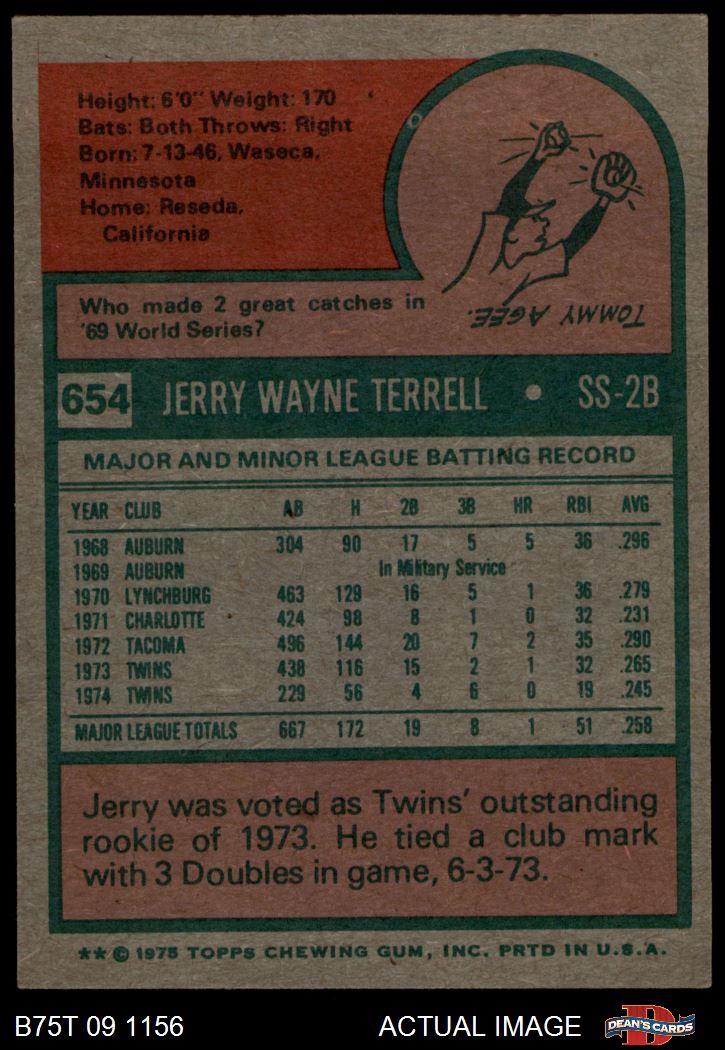 Height: 6'0" Weight: 170
Bats: Both Throws: Right
Born: 7-13-46, Waseca,
Minnesota
Home: Reseda,
California
Who made 2 great catches in
'69 World Series?
TOMMY AGEE.
654 JERRY WAYNE TERRELL • SS-2B
MAJOR AND MINOR LEAGUE BATTING RECORD
YEAR CLUB AB H 2B 3B HR RBI AVG
1968 AUBURN 304 90 17 5 5 36 .296
1969 AUBURN In Military Service
1970 LYNCHBURG 463 129 16 5 1 36 .279
1971 CHARLOTTE 424 98 8 1 0 32 .231
1972 TACOMA 496 144 20 7 2 35 .290
1973 TWINS 438 116 15 2 1 32 .265
1974 TWINS 229 56 4 6 0 19 .245
MAJOR LEAGUE TOTALS 667 172 19 8 1 51 .258
Jerry was voted as Twins' outstanding
rookie of 1973. He tied a club mark
with 3 Doubles in game, 6-3-73.
** © 1975 TOPPS CHEWING GUM, INC. PRTD IN U.S.A.
B75T 09 1156 ACTUAL IMAGE DEAN'S CARDS